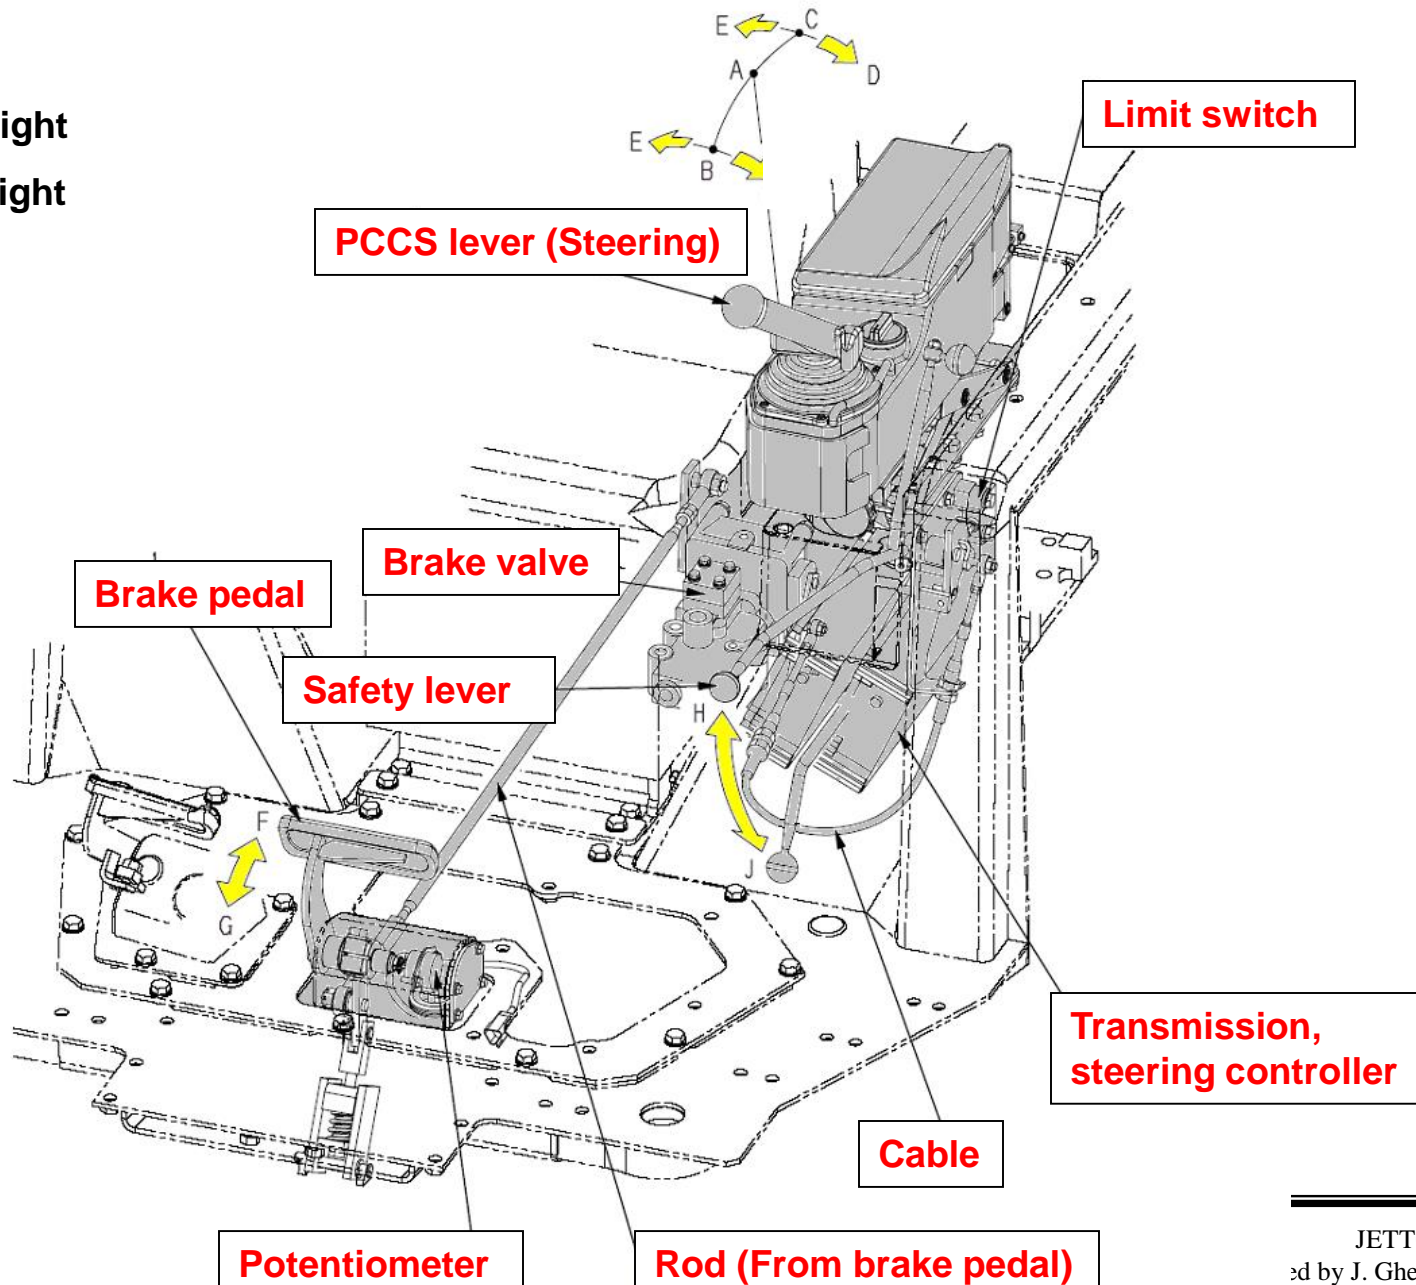 E
C
A
D
ight
ight
E
B
Limit switch
PCCS lever (Steering)
Brake valve
Brake pedal
Safety lever
H
F
G
J
Transmission,
steering controller
Cable
Potentiometer
Rod (From brake pedal)
JETT
ed by J. Ghe